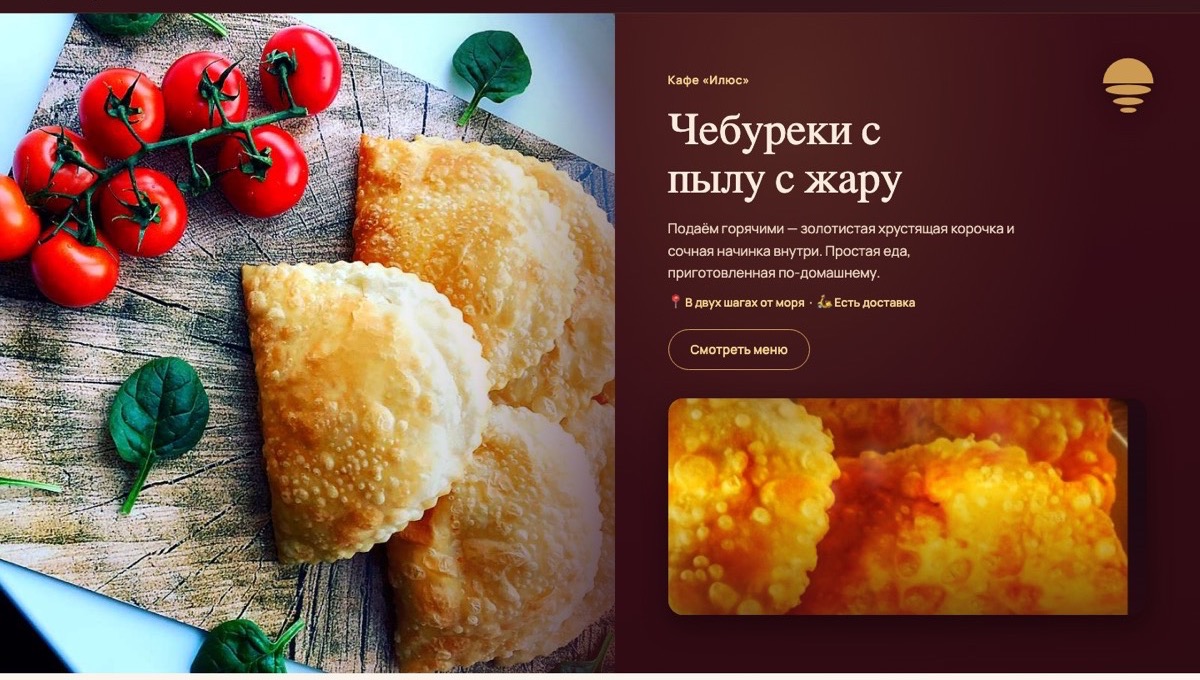 Кафе «Илюс»
Чебуреки с
пылу с жару
Подаём горячими — золотистая хрустящая корочка и
сочная начинка внутри. Простая еда,
приготовленная по-домашнему.
📍 В двух шагах от моря · 🛵 Есть доставка
Смотреть меню